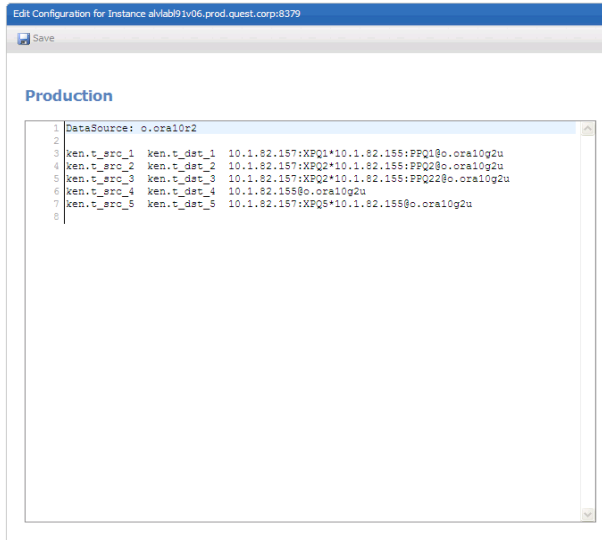 Edit Configuration for Instance alvlabl91v06.prod.quest.corp:8379
Save
Production
1 DataSource: o.ora10r2
2
3 ken.t_src_1 ken.t_dst_1 10.1.82.157:XPQ1*10.1.82.155:PPQ1@o.ora10g2u
4 ken.t_src_2 ken.t_dst_2 10.1.82.157:XPQ2*10.1.82.155:PPQ2@o.ora10g2u
5 ken.t_src_3 ken.t_dst_3 10.1.82.157:XPQ2*10.1.82.155:PPQ22@o.ora10g2u
6 ken.t_src_4 ken.t_dst_4 10.1.82.155@o.ora10g2u
7 ken.t_src_5 ken.t_dst_5 10.1.82.157:XPQ5*10.1.82.155@o.ora10g2u
8